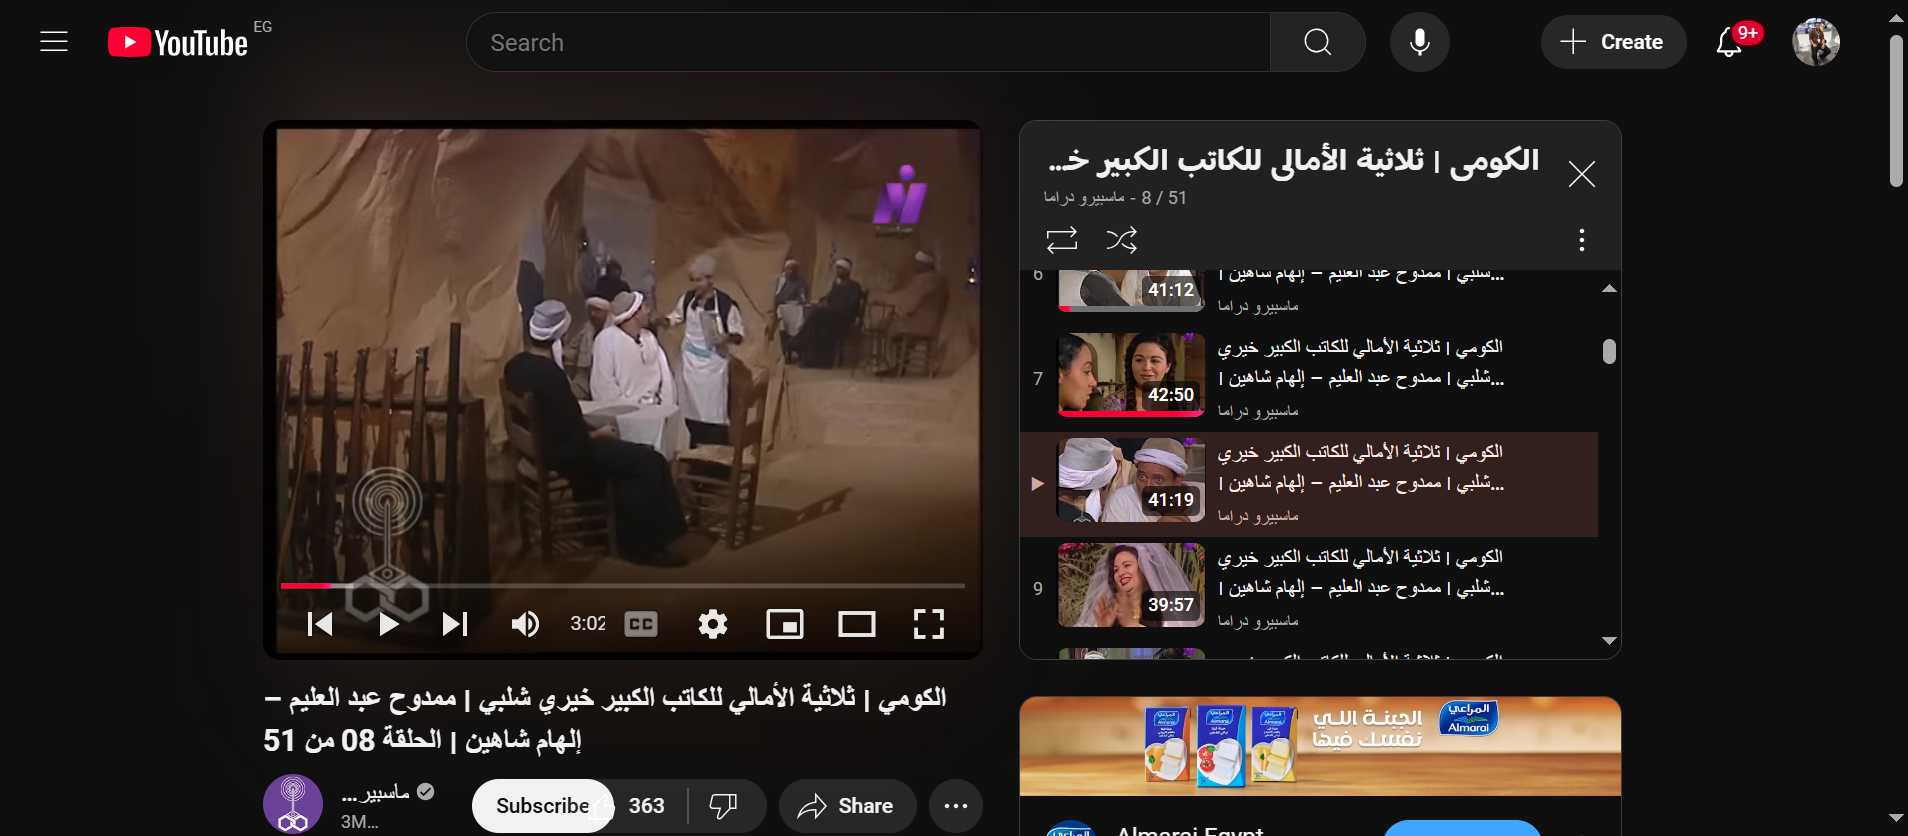 YouTube EG
Search
Create
9+
الكومي | ثلاثية الأمالي للكاتب الكبير خـ...
ماسبيرو دراما - 8 / 51
6
41:12
...شلبي | ممدوح عبد العليم – إلهام شاهين |
ماسبيرو دراما
7
42:50
الكومي | ثلاثية الأمالي للكاتب الكبير خيري
...شلبي | ممدوح عبد العليم – إلهام شاهين |
ماسبيرو دراما
41:19
الكومي | ثلاثية الأمالي للكاتب الكبير خيري
...شلبي | ممدوح عبد العليم – إلهام شاهين |
ماسبيرو دراما
9
39:57
الكومي | ثلاثية الأمالي للكاتب الكبير خيري
...شلبي | ممدوح عبد العليم – إلهام شاهين |
ماسبيرو دراما
3:02
CC
الكومي | ثلاثية الأمالي للكاتب الكبير خيري شلبي | ممدوح عبد العليم –
إلهام شاهين | الحلقة 08 من 51
ماسبير...
3M...
Subscribe
363
Share
الجبنة اللي
نفسك فيها
المراعي
Almarai
Almarai Egypt